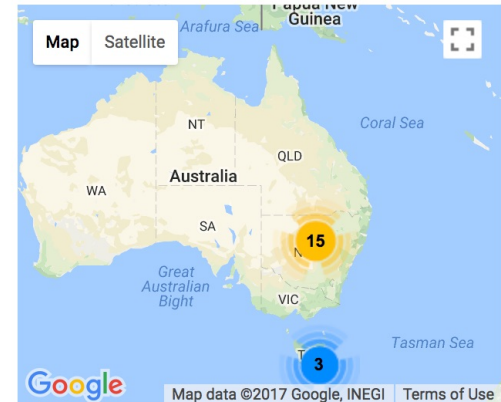 Papua New
Guinea
Arafura Sea
Map
Satellite
Coral Sea
NT
QLD
Australia
WA
SA
15
N
Great
Australian
Bight
VIC
Tasman Sea
T
3
Google
Map data ©2017 Google, INEGI
Terms of Use